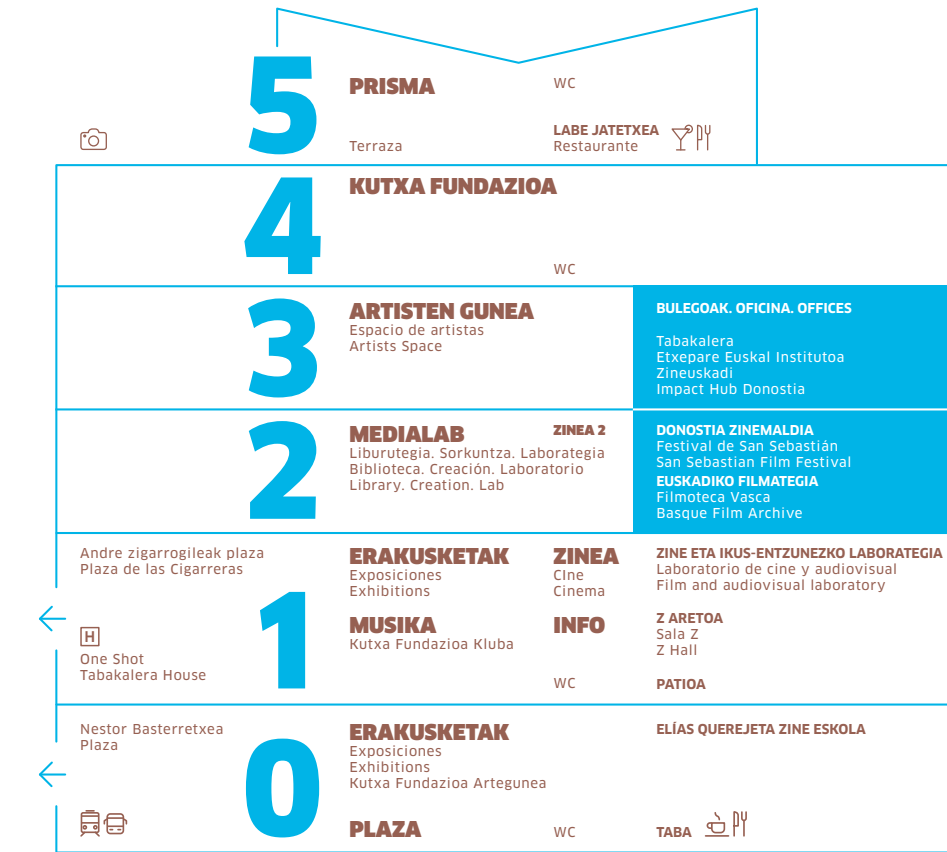 5
PRISMA
WC
Terraza
LABE JATETXEA
Restaurante
4
KUTXA FUNDAZIOA
WC
3
ARTISTEN GUNEA
Espacio de artistas
Artists Space
BULEGOAK. OFICINA. OFFICES
Tabakalera
Etxepare Euskal Institutoa
Zineuskadi
Impact Hub Donostia
2
MEDIALAB
Liburutegia. Sorkuntza. Laborategia
Biblioteca. Creación. Laboratorio
Library. Creation. Lab
ZINEA 2
DONOSTIA ZINEMALDIA
Festival de San Sebastián
San Sebastian Film Festival
EUSKADIKO FILMATEGIA
Filmoteca Vasca
Basque Film Archive
Andre zigarrogileak plaza
Plaza de las Cigarreras
H
One Shot
Tabakalera House
1
ERAKUSKETAK
Exposiciones
Exhibitions
MUSIKA
Kutxa Fundazioa Kluba
ZINEA
CIne
Cinema
INFO
WC
ZINE ETA IKUS-ENTZUNEZKO LABORATEGIA
Laboratorio de cine y audiovisual
Film and audiovisual laboratory
Z ARETOA
Sala Z
Z Hall
PATIOA
Nestor Basterretxea
Plaza
0
ERAKUSKETAK
Exposiciones
Exhibitions
Kutxa Fundazioa Artegunea
PLAZA
WC
ELÍAS QUEREJETA ZINE ESKOLA
TABA